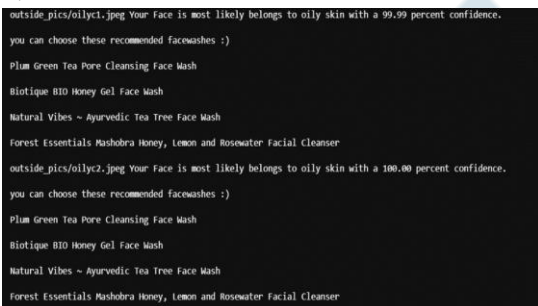 outside_pics/oilyc1.jpeg Your Face is most likely belongs to oily skin with a 99.99 percent confidence.
you can choose these recommended facewashes :)
Plum Green Tea Pore Cleansing Face Wash
Biotique BIO Honey Gel Face Wash
Natural Vibes ~ Ayurvedic Tea Tree Face Wash
Forest Essentials Mashobra Honey, Lemon and Rosewater Facial Cleanser
outside_pics/oilyc2.jpeg Your Face is most likely belongs to oily skin with a 100.00 percent confidence.
you can choose these recommended facewashes :)
Plum Green Tea Pore Cleansing Face Wash
Biotique BIO Honey Gel Face Wash
Natural Vibes ~ Ayurvedic Tea Tree Face Wash
Forest Essentials Mashobra Honey, Lemon and Rosewater Facial Cleanser